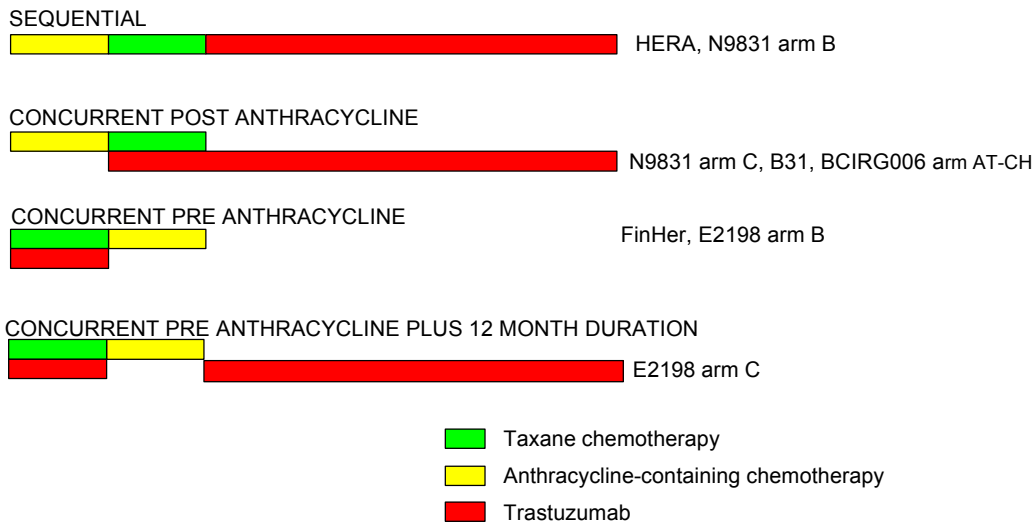 SEQUENTIAL
HERA, N9831 arm B
CONCURRENT POST ANTHRACYCLINE
N9831 arm C, B31, BCIRG006 arm AT-CH
CONCURRENT PRE ANTHRACYCLINE
FinHer, E2198 arm B
CONCURRENT PRE ANTHRACYCLINE PLUS 12 MONTH DURATION
E2198 arm C
Taxane chemotherapy
Anthracycline-containing chemotherapy
Trastuzumab